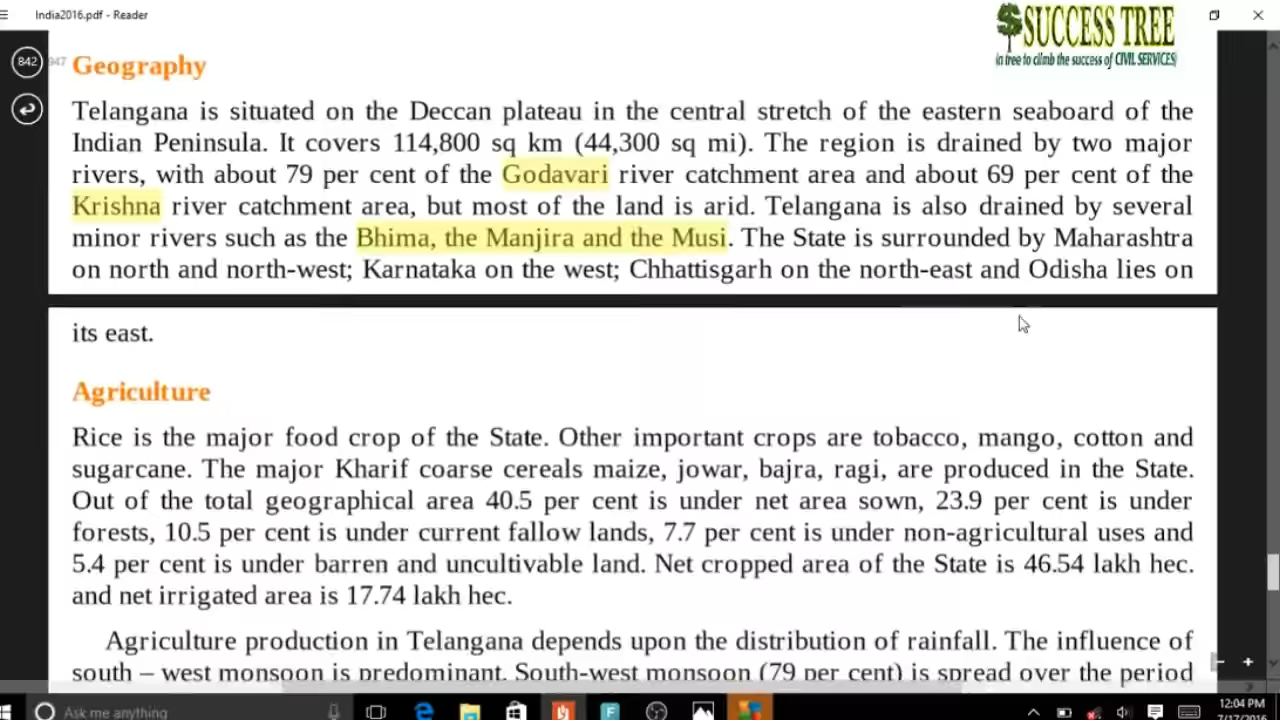 India2016.pdf - Reader
SUCCESS TREE
(a tree to climb the success of CIVIL SERVICES)
842
947
Geography
Telangana is situated on the Deccan plateau in the central stretch of the eastern seaboard of the
Indian Peninsula. It covers 114,800 sq km (44,300 sq mi). The region is drained by two major
rivers, with about 79 per cent of the Godavari river catchment area and about 69 per cent of the
Krishna river catchment area, but most of the land is arid. Telangana is also drained by several
minor rivers such as the Bhima, the Manjira and the Musi. The State is surrounded by Maharashtra
on north and north-west; Karnataka on the west; Chhattisgarh on the north-east and Odisha lies on
its east.
Agriculture
Rice is the major food crop of the State. Other important crops are tobacco, mango, cotton and
sugarcane. The major Kharif coarse cereals maize, jowar, bajra, ragi, are produced in the State.
Out of the total geographical area 40.5 per cent is under net area sown, 23.9 per cent is under
forests, 10.5 per cent is under current fallow lands, 7.7 per cent is under non-agricultural uses and
5.4 per cent is under barren and uncultivable land. Net cropped area of the State is 46.54 lakh hec.
and net irrigated area is 17.74 lakh hec.
Agriculture production in Telangana depends upon the distribution of rainfall. The influence of
south – west monsoon is predominant. South-west monsoon (79 per cent) is spread over the period
Ask me anything
12:04 PM